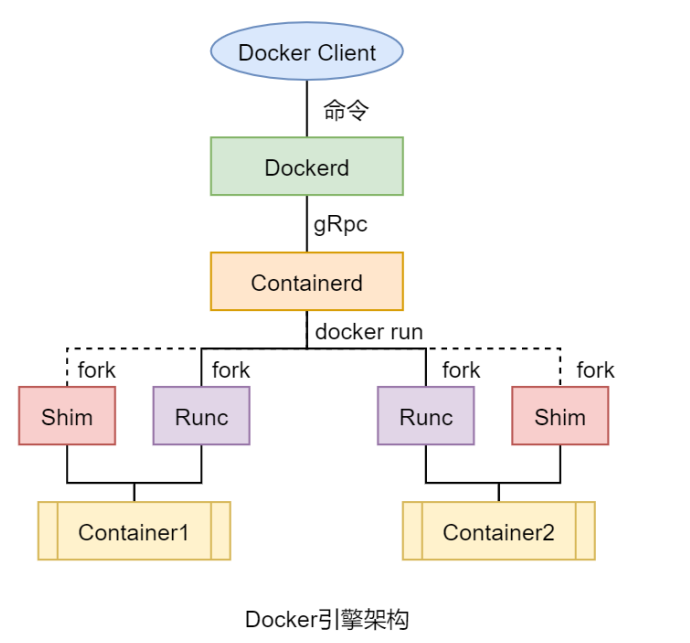 Docker Client
命令
Dockerd
gRpc
Containerd
docker run
fork fork fork fork
Shim Runc Runc Shim
Container1 Container2
Docker引擎架构